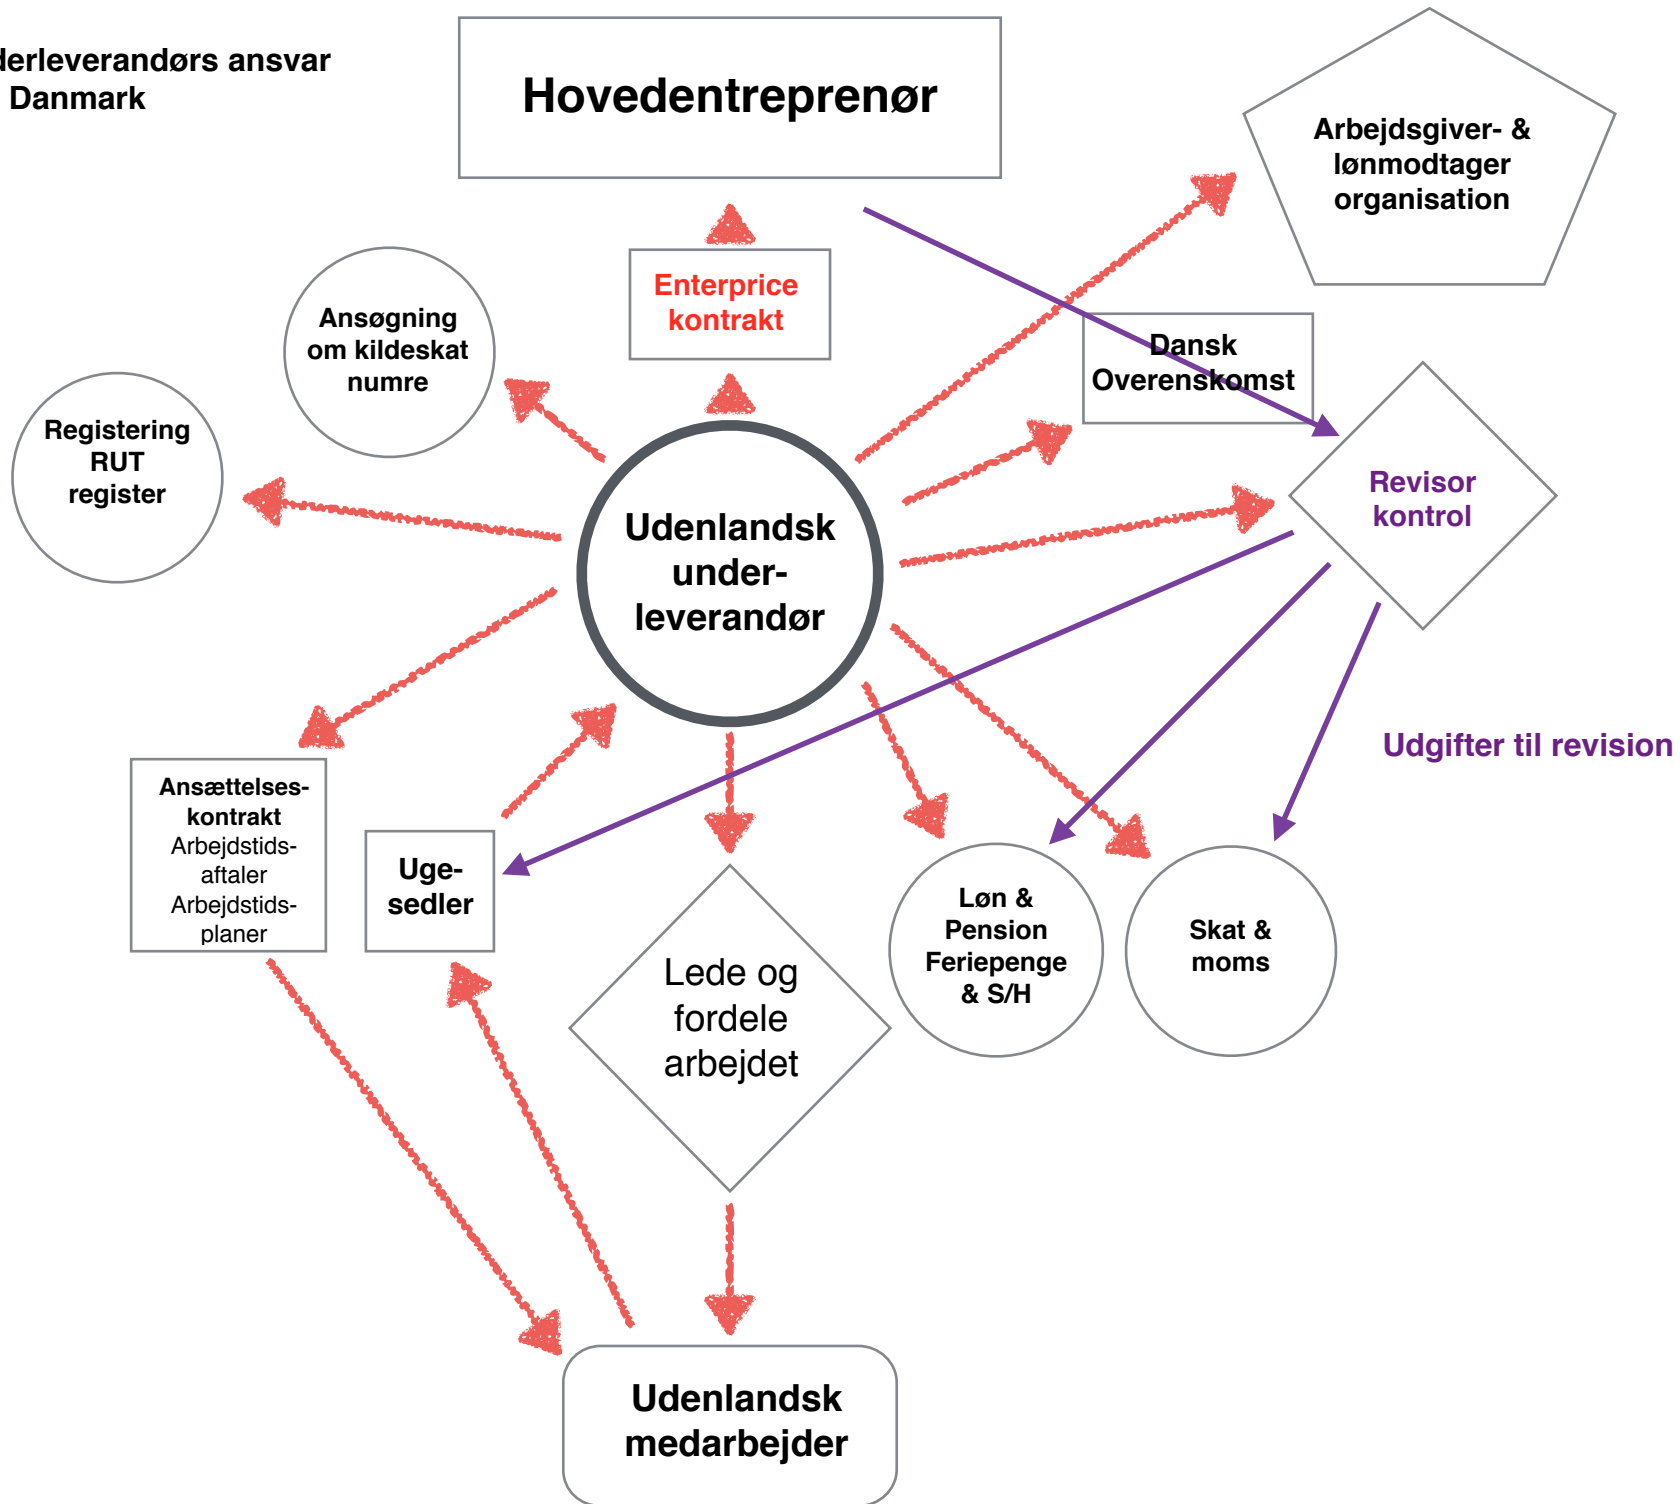 derleverandørs ansvar
Danmark
Hovedentreprenør
Arbejdsgiver- &
lønmodtager
organisation
Enterprice
kontrakt
Ansøgning
om kildeskat
numre
Dansk
Overenskomst
Registering
RUT
register
Revisor
kontrol
Udenlandsk
under-
leverandør
Udgifter til revision
Ansættelses-
kontrakt
Arbejdstids-
aftaler
Arbejdstids-
planer
Uge-
sedler
Lede og
fordele
arbejdet
Løn &
Pension
Feriepenge
& S/H
Skat &
moms
Udenlandsk
medarbejder